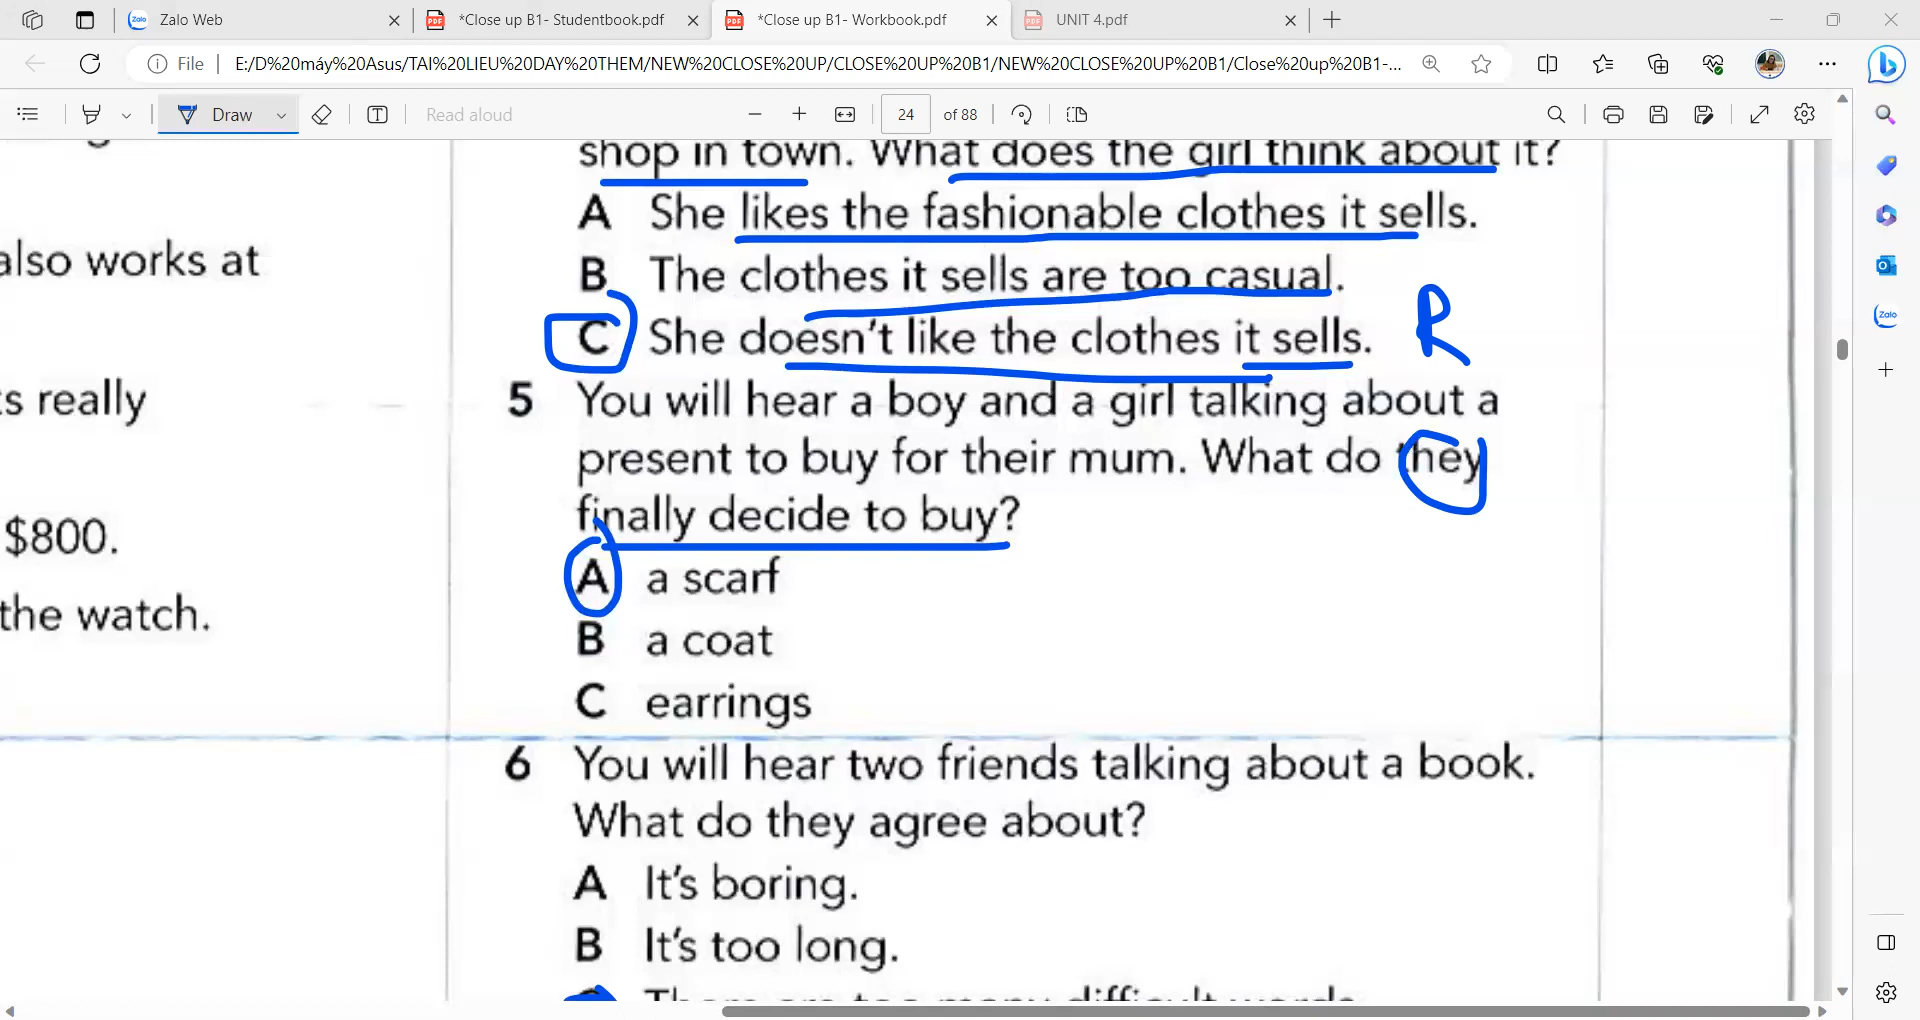 Zalo Web
*Close up B1- Studentbook.pdf
*Close up B1- Workbook.pdf
UNIT 4.pdf
File
E:/D%20máy%20Asus/TAI%20LIEU%20DAY%20THEM/NEW%20CLOSE%20UP/CLOSE%20UP%20B1/NEW%20CLOSE%20UP%20B1/Close%20up%20B1-...
Draw
Read aloud
24 of 88
also works at
really
$800.
the watch.
shop in town. What does the girl think about it?
A She likes the fashionable clothes it sells.
B The clothes it sells are too casual.
C She doesn't like the clothes it sells.
R
5 You will hear a boy and a girl talking about a
present to buy for their mum. What do they
finally decide to buy?
A a scarf
B a coat
C earrings
6 You will hear two friends talking about a book.
What do they agree about?
A It's boring.
B It's too long.
There are too many difficult words.